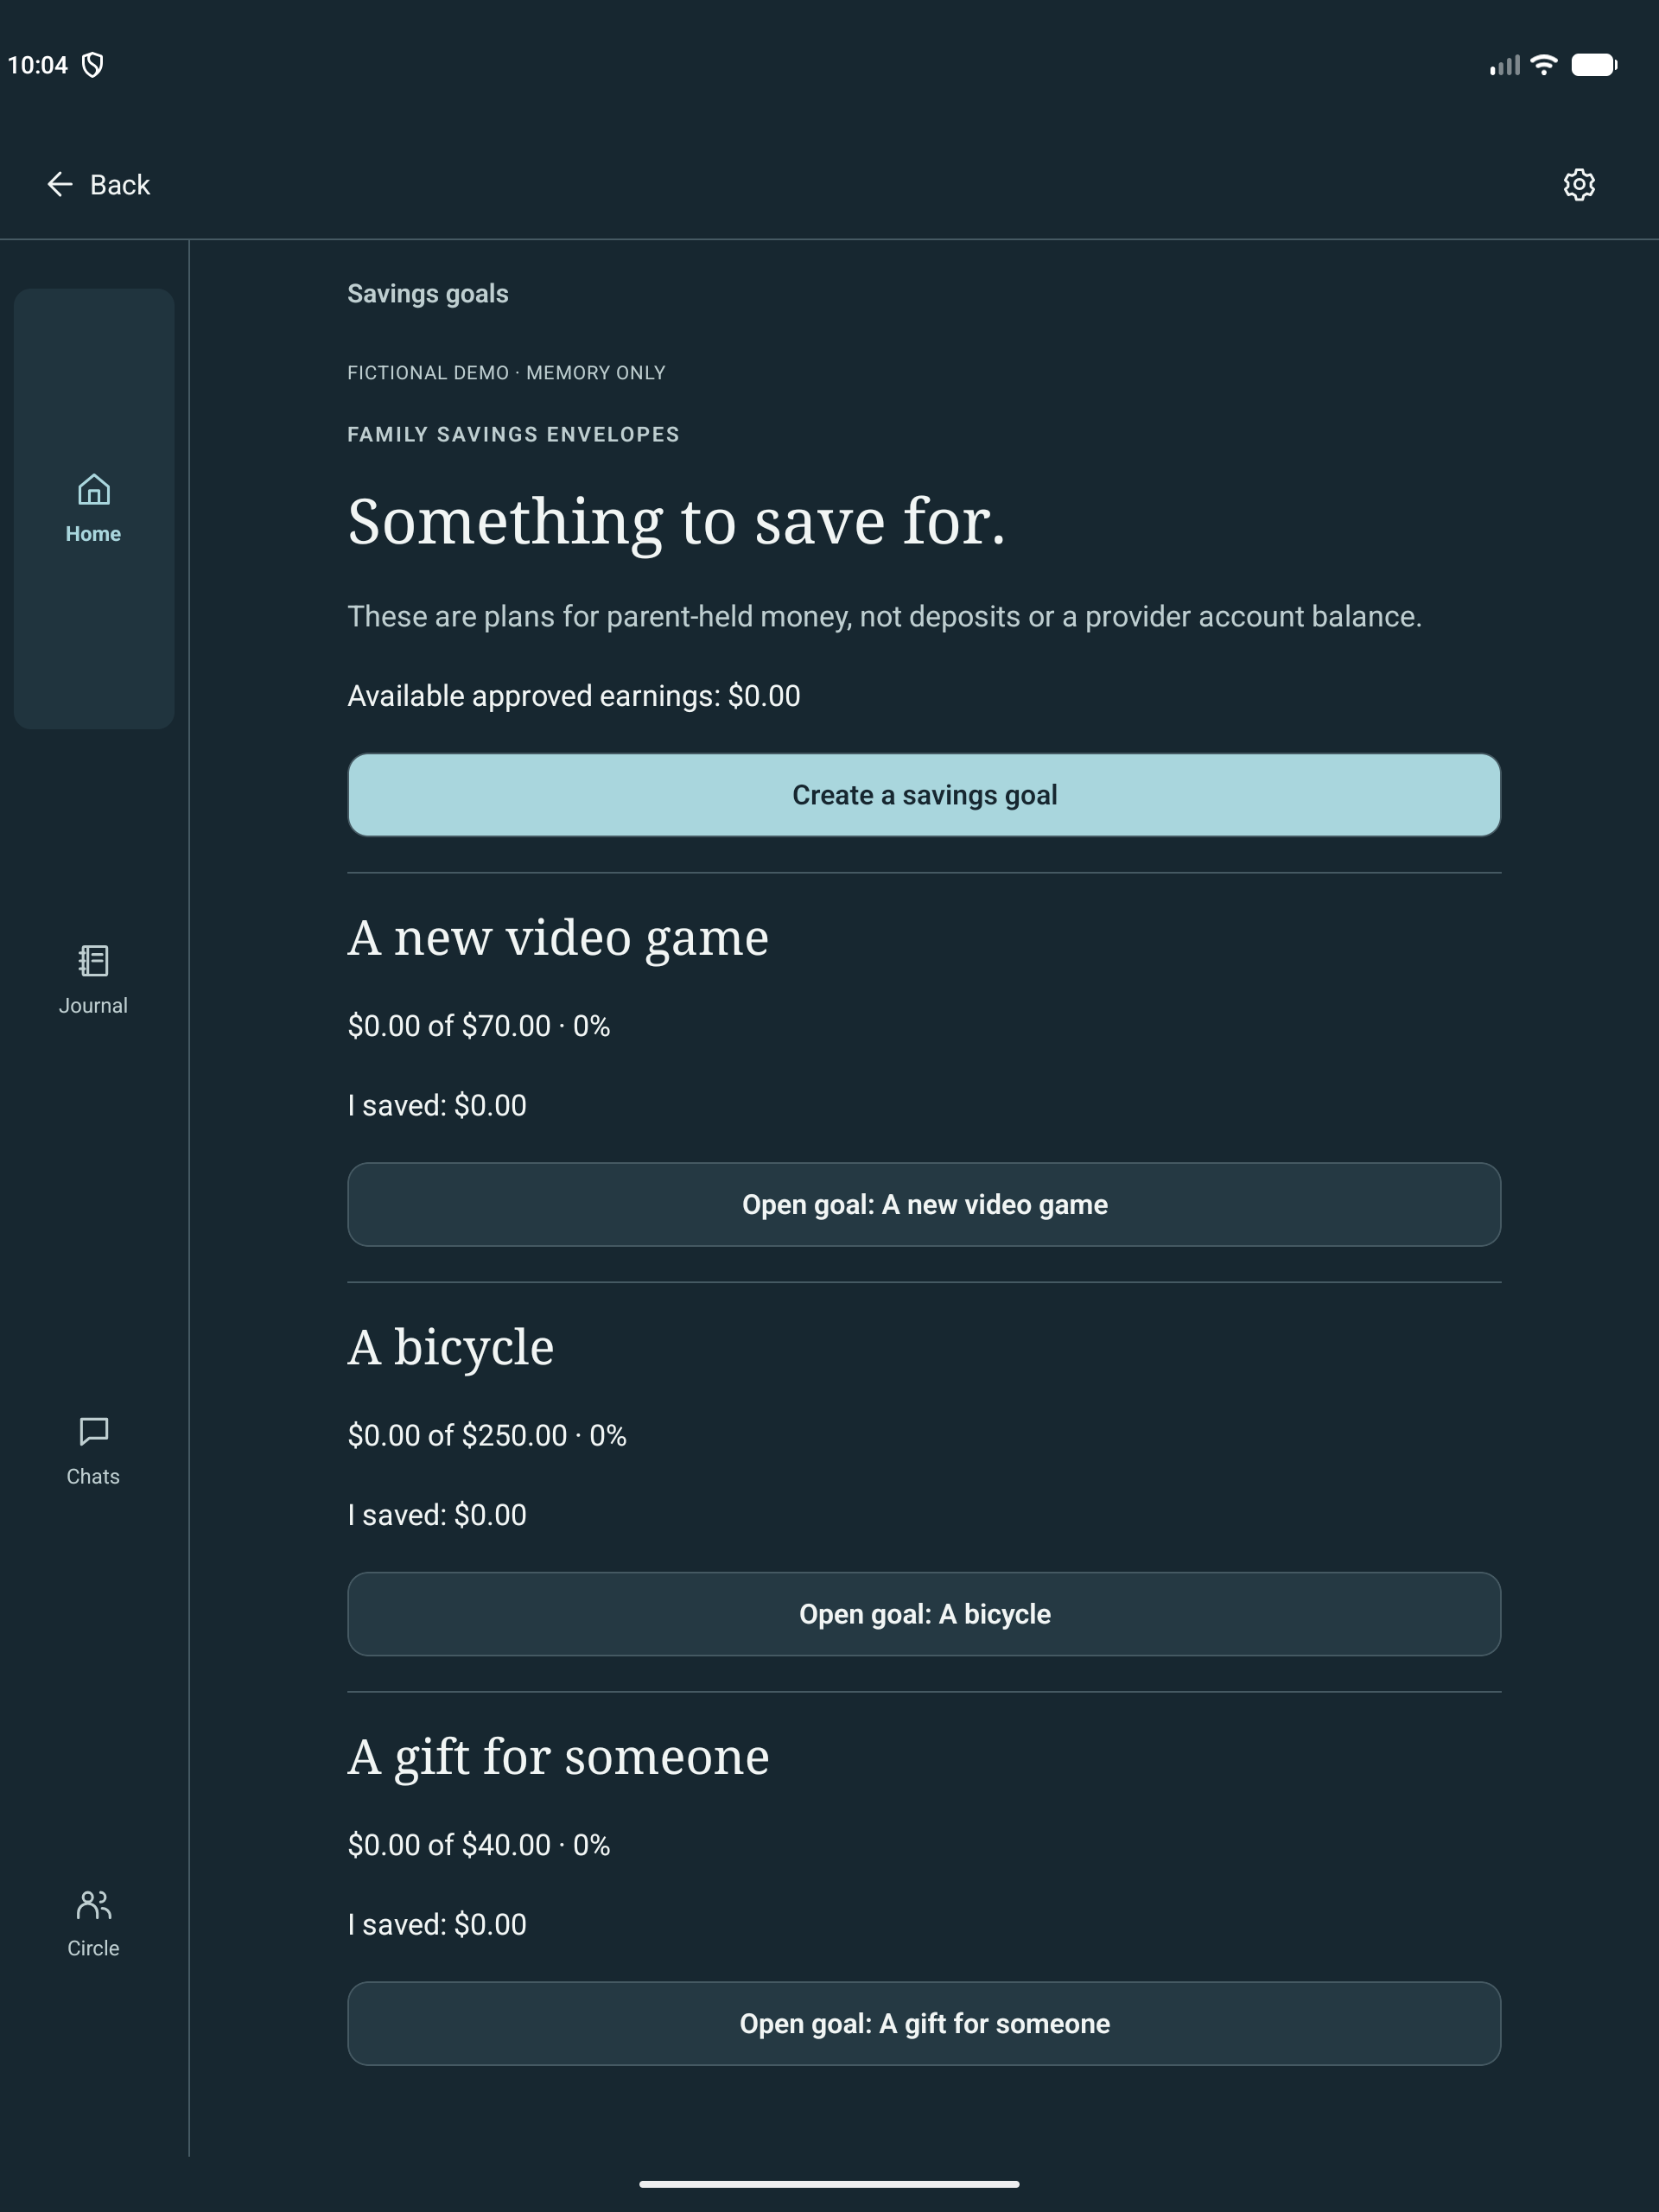 10:04
Back
Savings goals
FICTIONAL DEMO · MEMORY ONLY
FAMILY SAVINGS ENVELOPES
Something to save for.
These are plans for parent-held money, not deposits or a provider account balance.
Available approved earnings: $0.00
Create a savings goal
A new video game
$0.00 of $70.00 · 0%
I saved: $0.00
Open goal: A new video game
A bicycle
$0.00 of $250.00 · 0%
I saved: $0.00
Open goal: A bicycle
A gift for someone
$0.00 of $40.00 · 0%
I saved: $0.00
Open goal: A gift for someone
Home
Journal
Chats
Circle